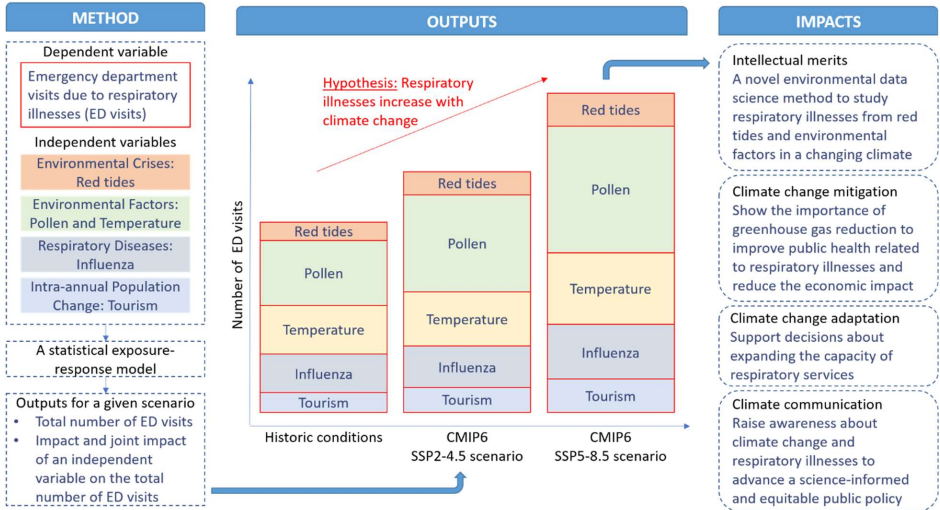 METHOD
Dependent variable
Emergency department
visits due to respiratory
illnesses (ED visits)
Independent variables
Environmental Crises:
Red tides
Environmental Factors:
Pollen and Temperature
Respiratory Diseases:
Influenza
Intra-annual Population
Change: Tourism
A statistical exposure-
response model
Outputs for a given scenario
• Total number of ED visits
• Impact and joint impact
of an independent
variable on the total
number of ED visits
OUTPUTS
Hypothesis: Respiratory
illnesses increase with
climate change
Number of ED visits
Red tides
Pollen
Temperature
Influenza
Tourism
Historic conditions
Red tides
Pollen
Temperature
Influenza
Tourism
CMIP6
SSP2-4.5 scenario
Red tides
Pollen
Temperature
Influenza
Tourism
CMIP6
SSP5-8.5 scenario
IMPACTS
Intellectual merits
A novel environmental data
science method to study
respiratory illnesses from red
tides and environmental
factors in a changing climate
Climate change mitigation
Show the importance of
greenhouse gas reduction to
improve public health related
to respiratory illnesses and
reduce the economic impact
Climate change adaptation
Support decisions about
expanding the capacity of
respiratory services
Climate communication
Raise awareness about
climate change and
respiratory illnesses to
advance a science-informed
and equitable public policy